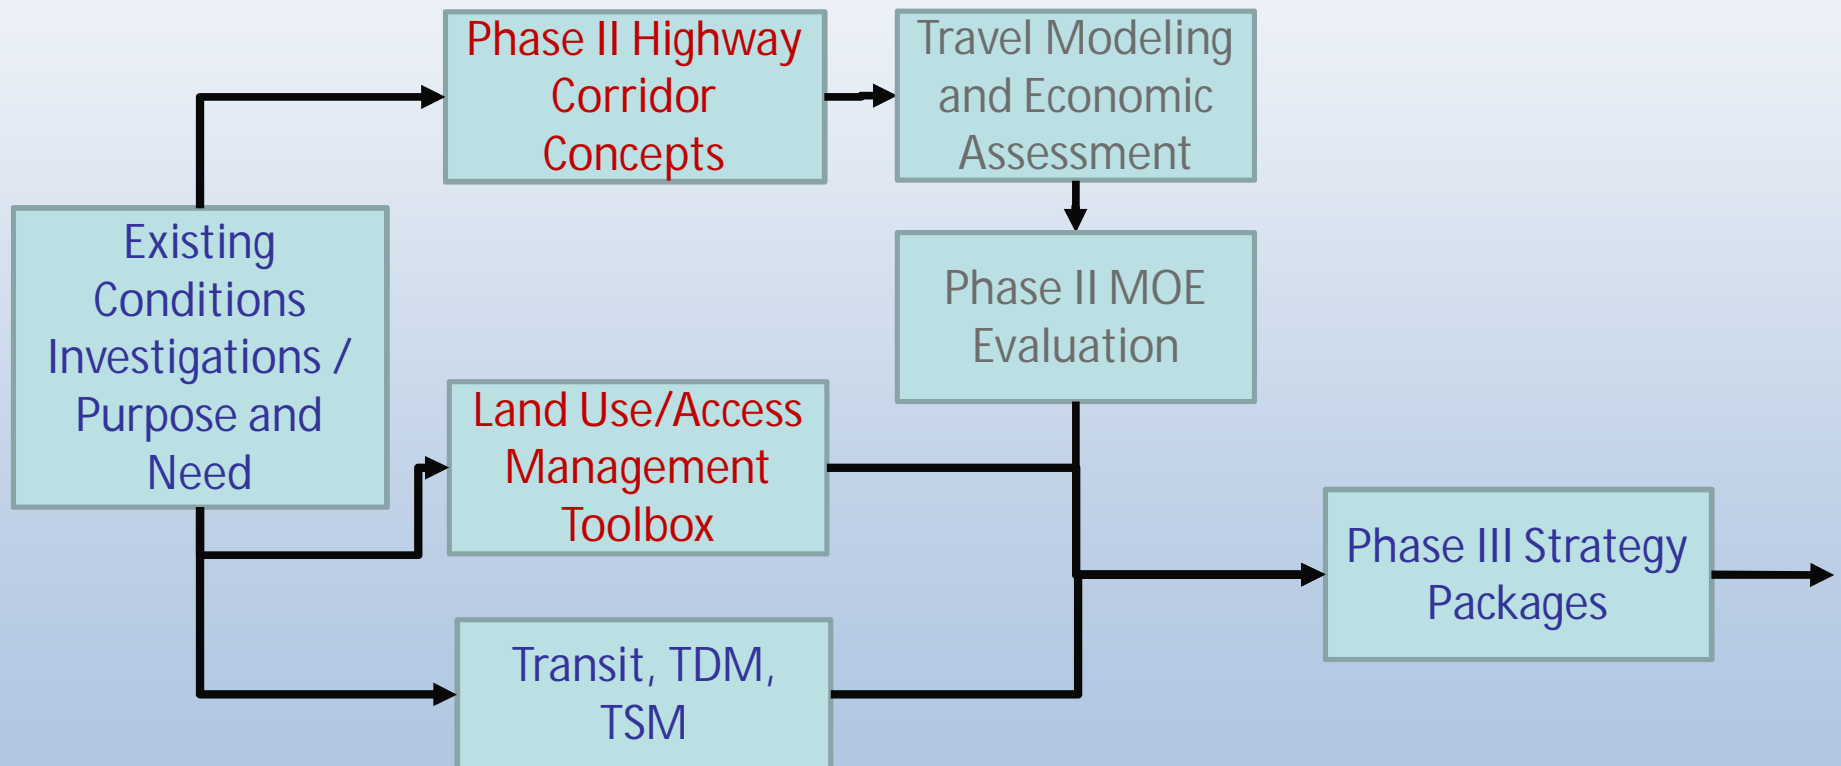 Phase II Highway
Corridor
Concepts
Travel Modeling
and Economic
Assessment
Existing
Conditions
Investigations /
Purpose and
Need
Phase II MOE
Evaluation
Land Use/Access
Management
Toolbox
Phase III Strategy
Packages
Transit, TDM,
TSM